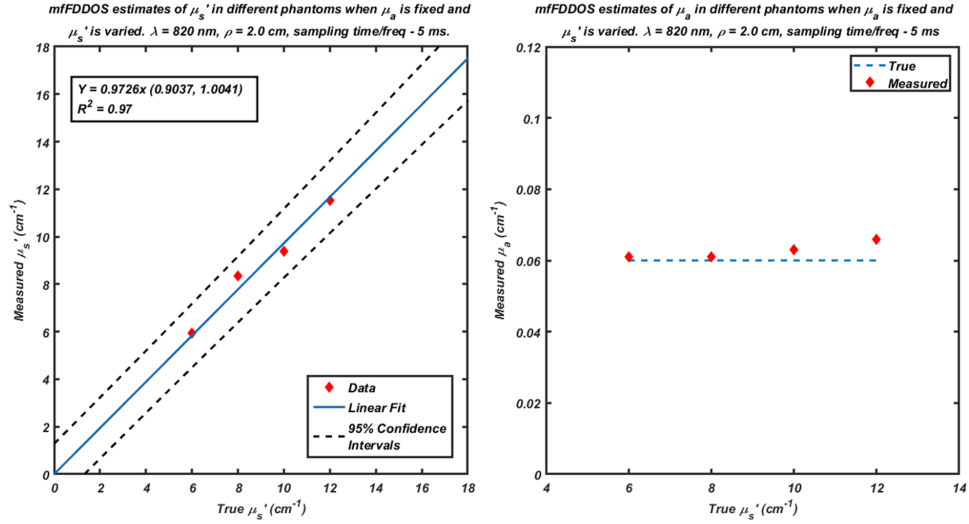 mfFDDOS estimates of μs' in different phantoms when μa is fixed and
μs' is varied. λ = 820 nm, ρ = 2.0 cm, sampling time/freq - 5 ms.
18
16
14
12
10
8
6
4
2
0
Measured μs' (cm-1)
Y = 0.9726x (0.9037, 1.0041)
R2 = 0.97
Data
Linear Fit
95% Confidence
Intervals
0 2 4 6 8 10 12 14 16 18
True μs' (cm-1)
mfFDDOS estimates of μa in different phantoms when μa is fixed and
μs' is varied. λ = 820 nm, ρ = 2.0 cm, sampling time/freq - 5 ms
0.12
0.1
0.08
0.06
0.04
0.02
0
Measured μa (cm-1)
True
Measured
4 6 8 10 12 14
True μs' (cm-1)